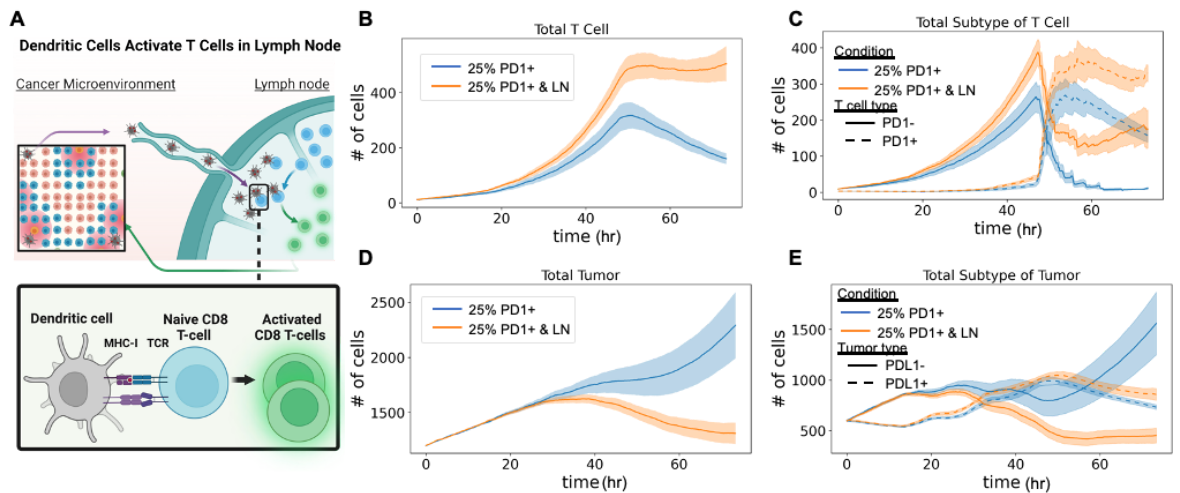 A
Dendritic Cells Activate T Cells in Lymph Node
Cancer Microenvironment
Lymph node
Dendritic cell
MHC-I TCR
Naive CD8
T-cell
Activated
CD8 T-cells
B
Total T Cell
# of cells
400
200
0
25% PD1+
25% PD1+ & LN
0 20 40 60
time (hr)
C
Total Subtype of T Cell
# of cells
400
300
200
100
0
Condition
25% PD1+
25% PD1+ & LN
T cell type
PD1-
PD1+
0 20 40 60
time (hr)
D
Total Tumor
# of cells
2500
2000
1500
25% PD1+
25% PD1+ & LN
0 20 40 60
time (hr)
E
Total Subtype of Tumor
# of cells
1500
1000
500
Condition
25% PD1+
25% PD1+ & LN
Tumor type
PDL1-
PDL1+
0 20 40 60
time (hr)